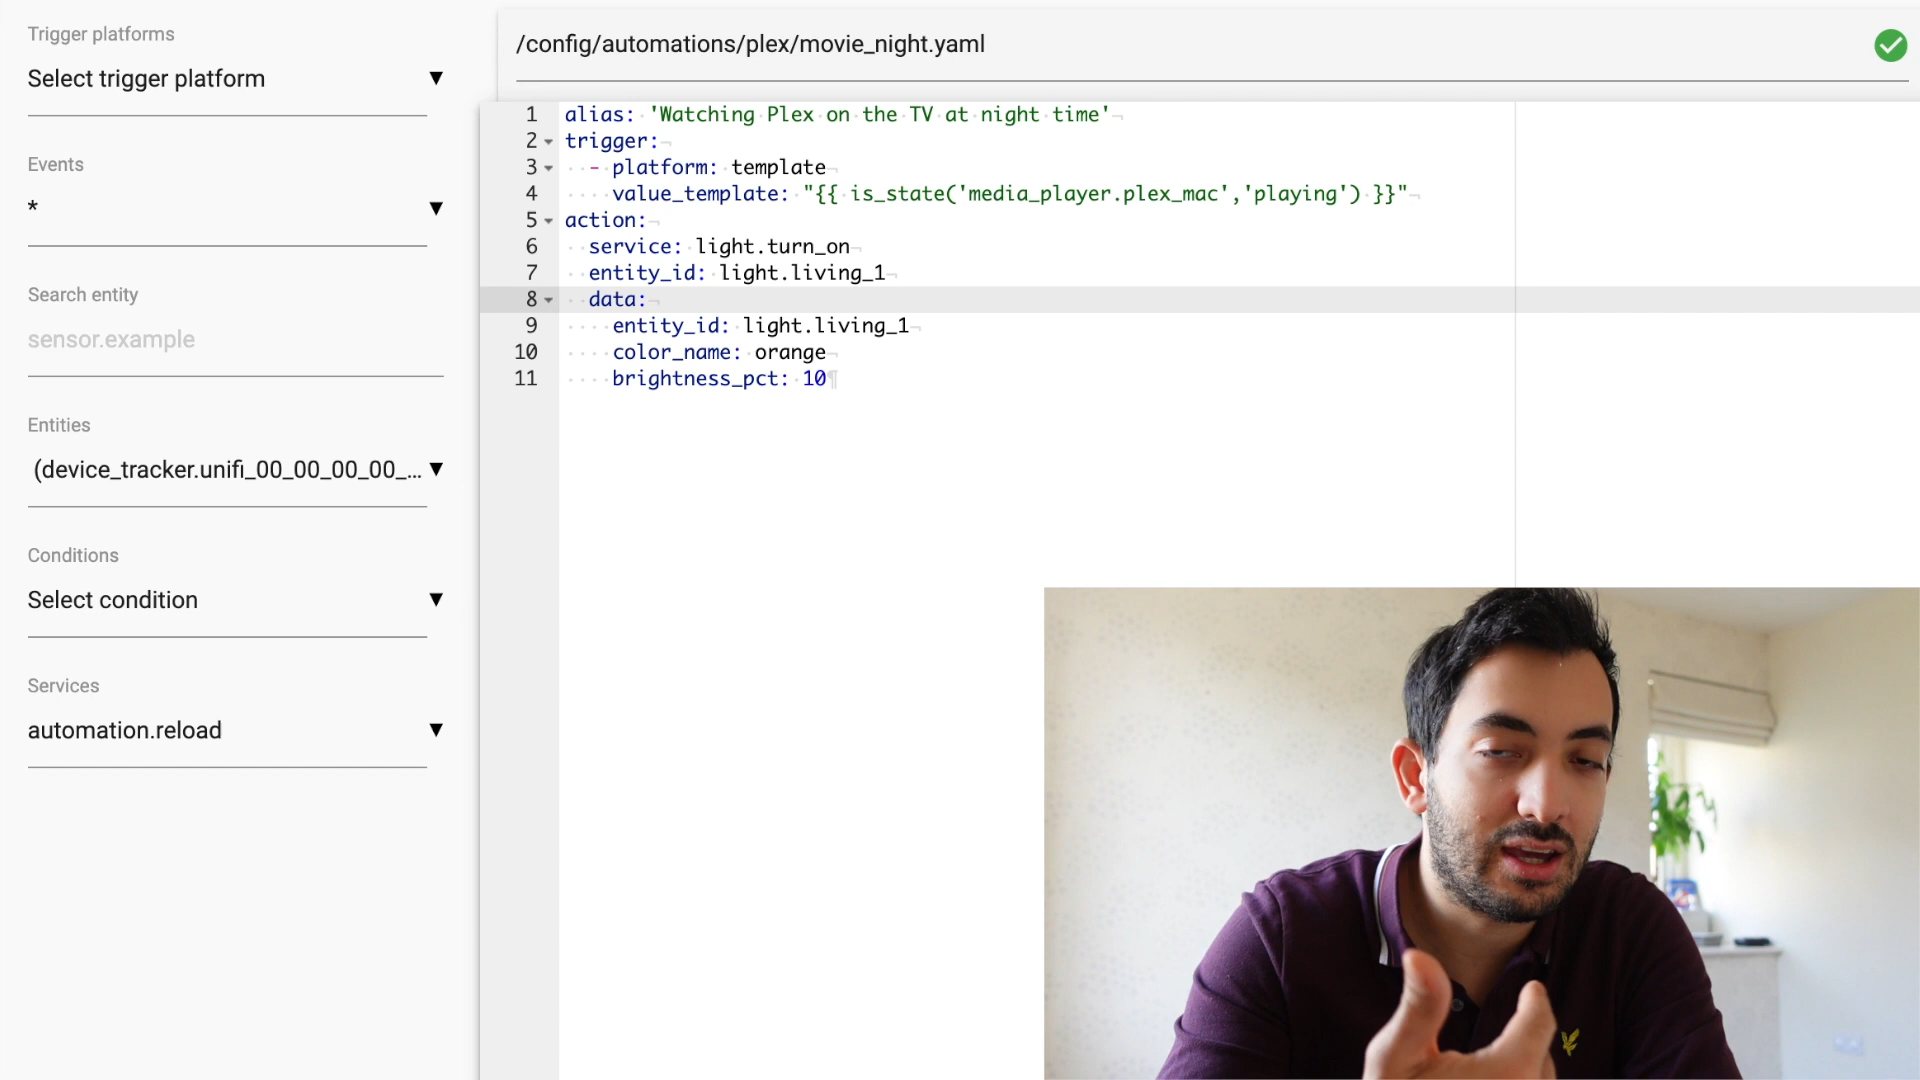 Trigger platforms
Select trigger platform
Events
*
Search entity
sensor.example
Entities
(device_tracker.unifi_00_00_00_00_...
Conditions
Select condition
Services
automation.reload
/config/automations/plex/movie_night.yaml
1 alias: 'Watching Plex on the TV at night time'
2 trigger:
3   - platform: template
4     value_template: "{{ is_state('media_player.plex_mac','playing') }}"
5 action:
6   service: light.turn_on
7   entity_id: light.living_1
8   data:
9     entity_id: light.living_1
10     color_name: orange
11     brightness_pct: 10